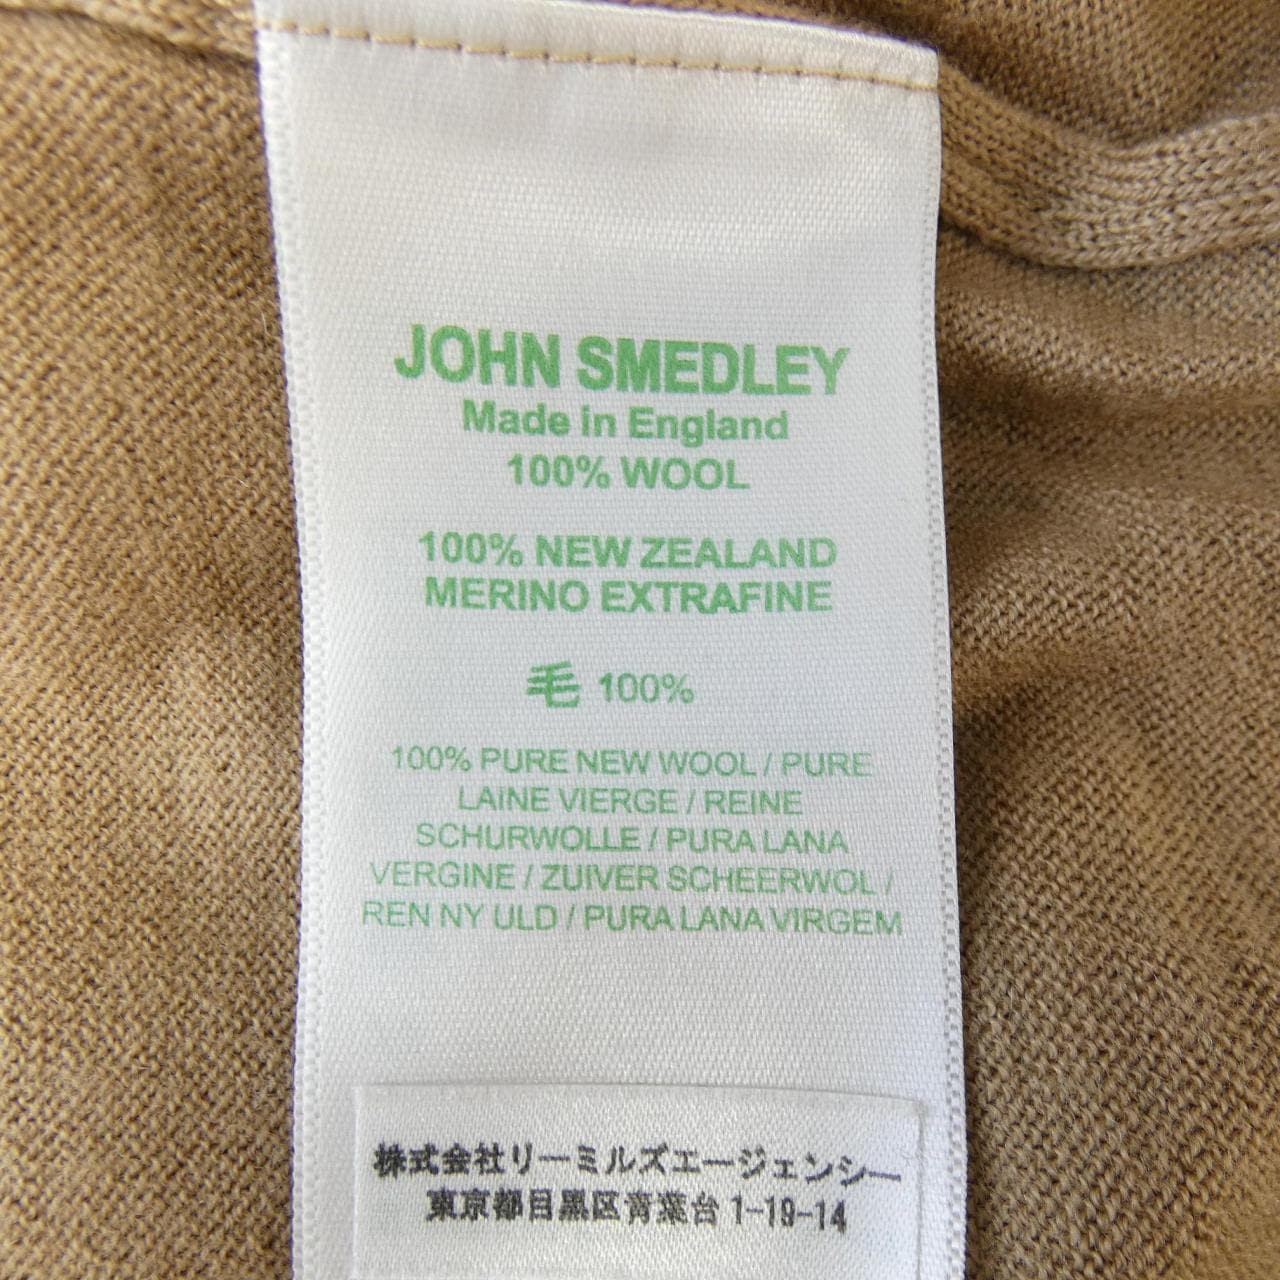 JOHN SMEDLEY
Made in England
100% WOOL
100% NEW ZEALAND
MERINO EXTRAFINE
毛 100%
100% PURE NEW WOOL / PURE
LAINE VIERGE / REINE
SCHURWOLLE / PURA LANA
VERGINE / ZUIVER SCHEERWOL /
REN NY ULD / PURA LANA VIRGEM
株式会社リーミルズエージェンシー
東京都目黒区青葉台 1-19-14